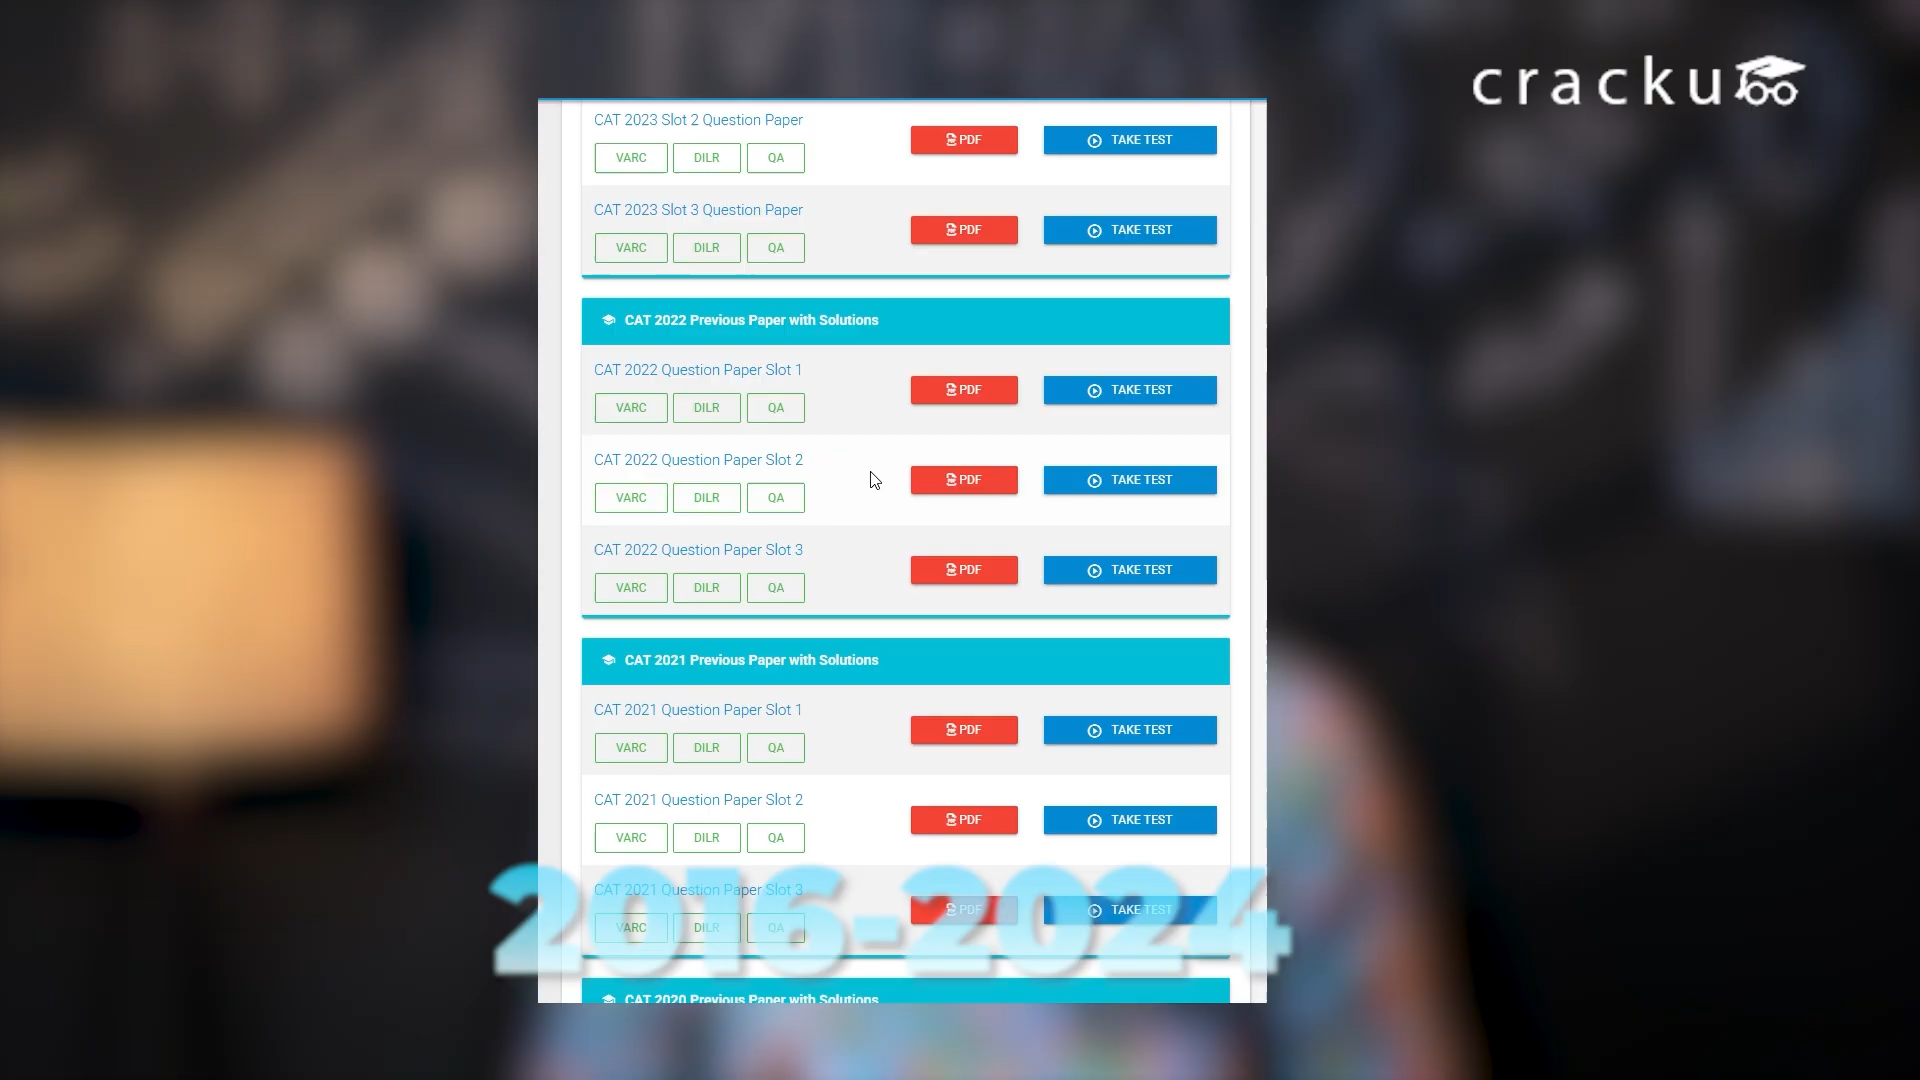 cracku
CAT 2023 Slot 2 Question Paper
PDF
TAKE TEST
VARC DILR QA
CAT 2023 Slot 3 Question Paper
PDF
TAKE TEST
VARC DILR QA
CAT 2022 Previous Paper with Solutions
CAT 2022 Question Paper Slot 1
PDF
TAKE TEST
VARC DILR QA
CAT 2022 Question Paper Slot 2
PDF
TAKE TEST
VARC DILR QA
CAT 2022 Question Paper Slot 3
PDF
TAKE TEST
VARC DILR QA
CAT 2021 Previous Paper with Solutions
CAT 2021 Question Paper Slot 1
PDF
TAKE TEST
VARC DILR QA
CAT 2021 Question Paper Slot 2
PDF
TAKE TEST
VARC DILR QA
CAT 2021 Question Paper Slot 3
PDF
TAKE TEST
VARC DILR QA
2016-2024
CAT 2020 Previous Paper with Solutions